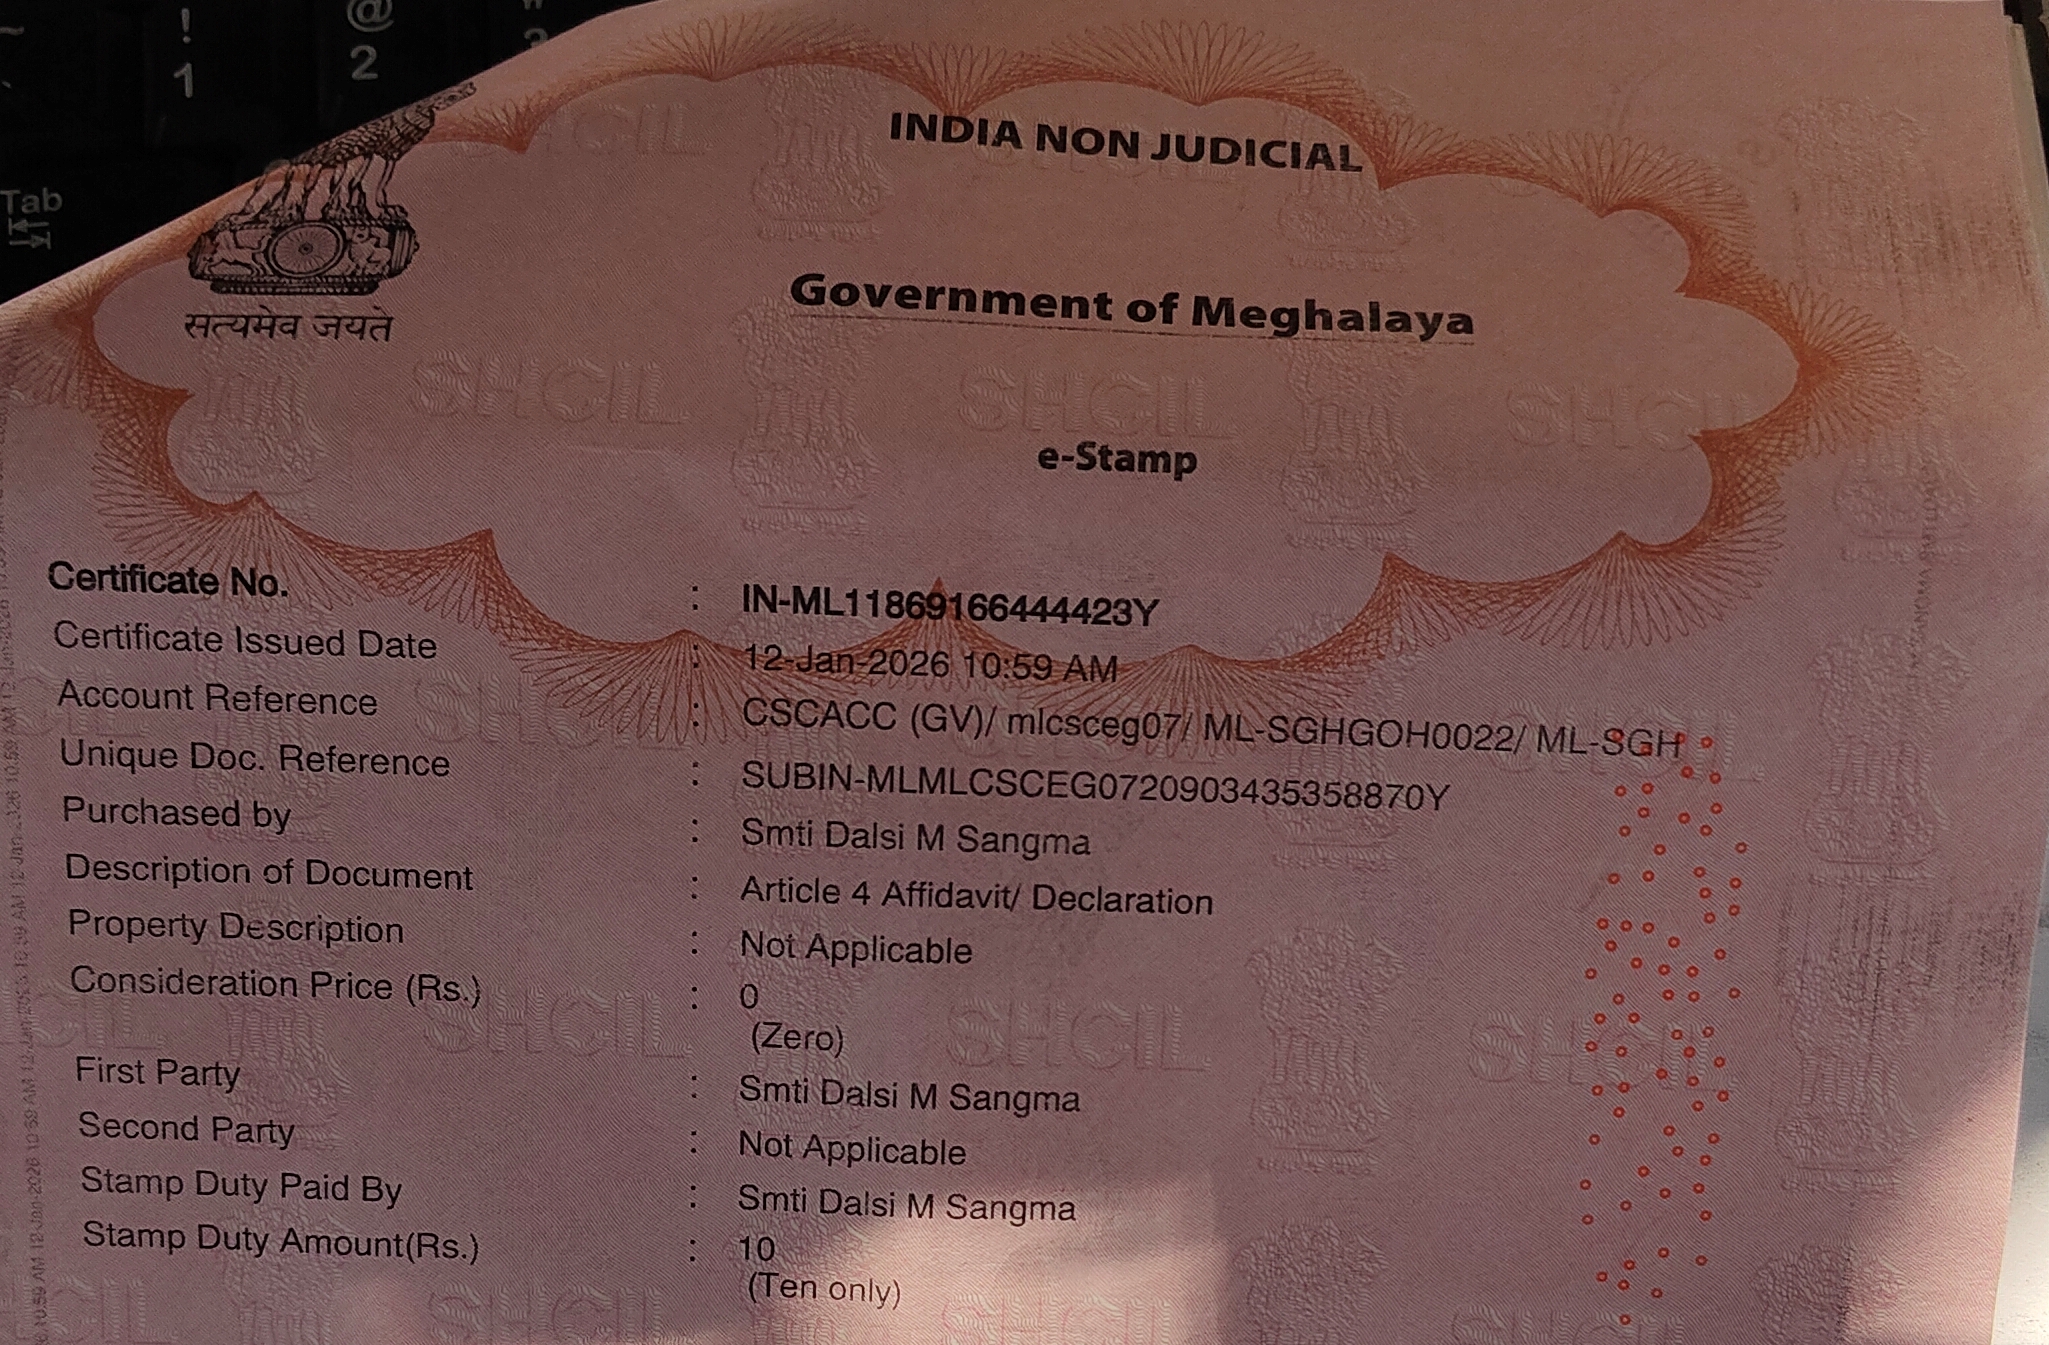 ! @
1 2 3
Tab
INDIA NON JUDICIAL
सत्यमेव जयते
Government of Meghalaya
e-Stamp
Certificate No. : IN-ML11869166444423Y
Certificate Issued Date : 12-Jan-2026 10:59 AM
Account Reference : CSCACC (GV)/ mlcsceg07/ ML-SGHGOH0022/ ML-SGH
Unique Doc. Reference : SUBIN-MLMLCSCEG0720903435358870Y
Purchased by : Smti Dalsi M Sangma
Description of Document : Article 4 Affidavit/ Declaration
Property Description : Not Applicable
Consideration Price (Rs.) : 0
(Zero)
First Party : Smti Dalsi M Sangma
Second Party : Not Applicable
Stamp Duty Paid By : Smti Dalsi M Sangma
Stamp Duty Amount(Rs.) : 10
(Ten only)
SHCIL